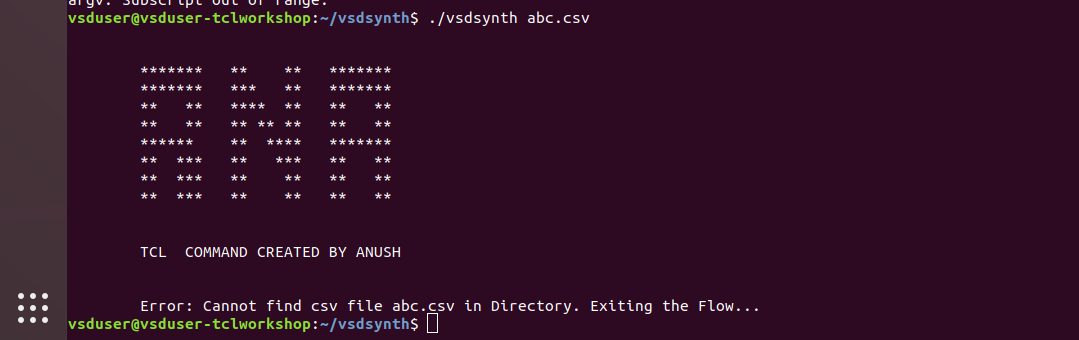 argv: Subscript out of range.
vsduser@vsduser-tclworkshop:~/vsdsynth$ ./vsdsynth abc.csv
*******   **    **   *******
*******   ***   **   *******
**   **   ****  **   **   **
**   **   ** ** **   **   **
******    **  ****   *******
**  ***   **   ***   **   **
**  ***   **    **   **   **
**  ***   **    **   **   **
TCL  COMMAND CREATED BY ANUSH
Error: Cannot find csv file abc.csv in Directory. Exiting the Flow...
vsduser@vsduser-tclworkshop:~/vsdsynth$